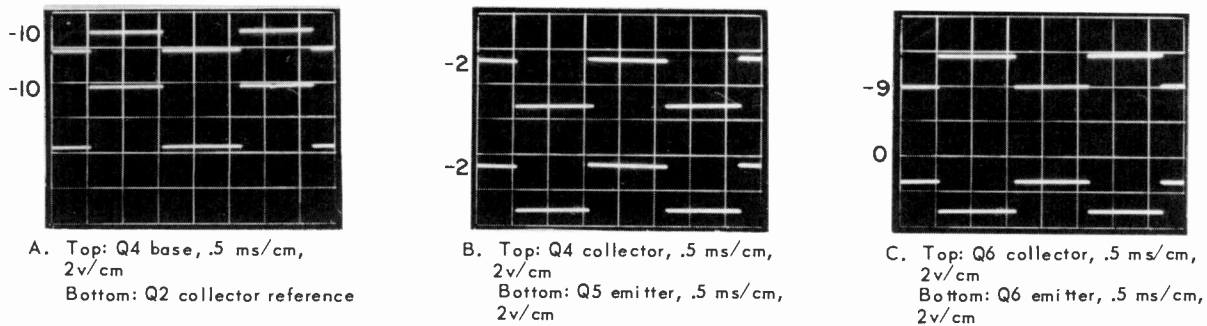 -10
-10
-2
-2
-9
0
A. Top: Q4 base, .5 ms/cm,
2v/cm
Bottom: Q2 collector reference
B. Top: Q4 collector, .5 ms/cm,
2v/cm
Bottom: Q5 emitter, .5 ms/cm,
2v/cm
C. Top: Q6 collector, .5 ms/cm,
2v/cm
Bottom: Q6 emitter, .5 ms/cm,
2v/cm